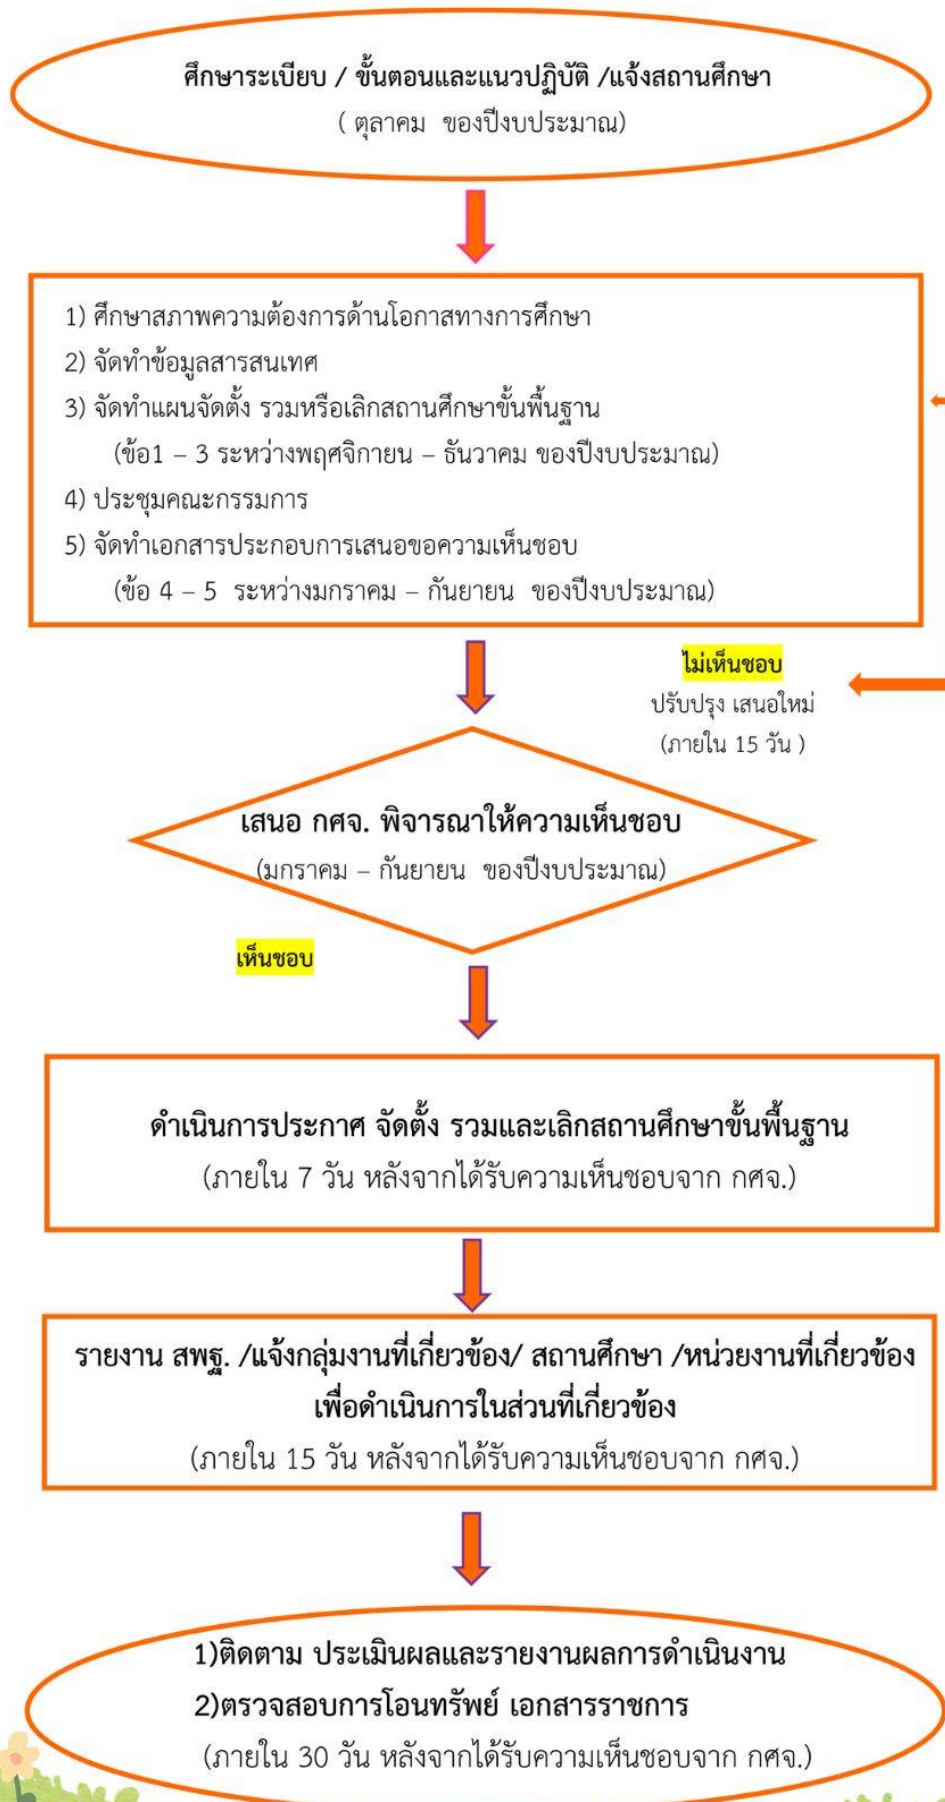 ศึกษาระเบียบ / ขั้นตอนและแนวปฏิบัติ /แจ้งสถานศึกษา
( ตุลาคม ของปีงบประมาณ)
1) ศึกษาสภาพความต้องการด้านโอกาสทางการศึกษา
2) จัดทำข้อมูลสารสนเทศ
3) จัดทำแผนจัดตั้ง รวมหรือเลิกสถานศึกษาขั้นพื้นฐาน
(ข้อ1 – 3 ระหว่างพฤศจิกายน – ธันวาคม ของปีงบประมาณ)
4) ประชุมคณะกรรมการ
5) จัดทำเอกสารประกอบการเสนอขอความเห็นชอบ
(ข้อ 4 – 5 ระหว่างมกราคม – กันยายน ของปีงบประมาณ)
ไม่เห็นชอบ
ปรับปรุง เสนอใหม่
(ภายใน 15 วัน )
เสนอ กศจ. พิจารณาให้ความเห็นชอบ
(มกราคม – กันยายน ของปีงบประมาณ)
เห็นชอบ
ดำเนินการประกาศ จัดตั้ง รวมและเลิกสถานศึกษาขั้นพื้นฐาน
(ภายใน 7 วัน หลังจากได้รับความเห็นชอบจาก กศจ.)
รายงาน สพฐ. /แจ้งกลุ่มงานที่เกี่ยวข้อง/ สถานศึกษา /หน่วยงานที่เกี่ยวข้อง
เพื่อดำเนินการในส่วนที่เกี่ยวข้อง
(ภายใน 15 วัน หลังจากได้รับความเห็นชอบจาก กศจ.)
1)ติดตาม ประเมินผลและรายงานผลการดำเนินงาน
2)ตรวจสอบการโอนทรัพย์ เอกสารราชการ
(ภายใน 30 วัน หลังจากได้รับความเห็นชอบจาก กศจ.)